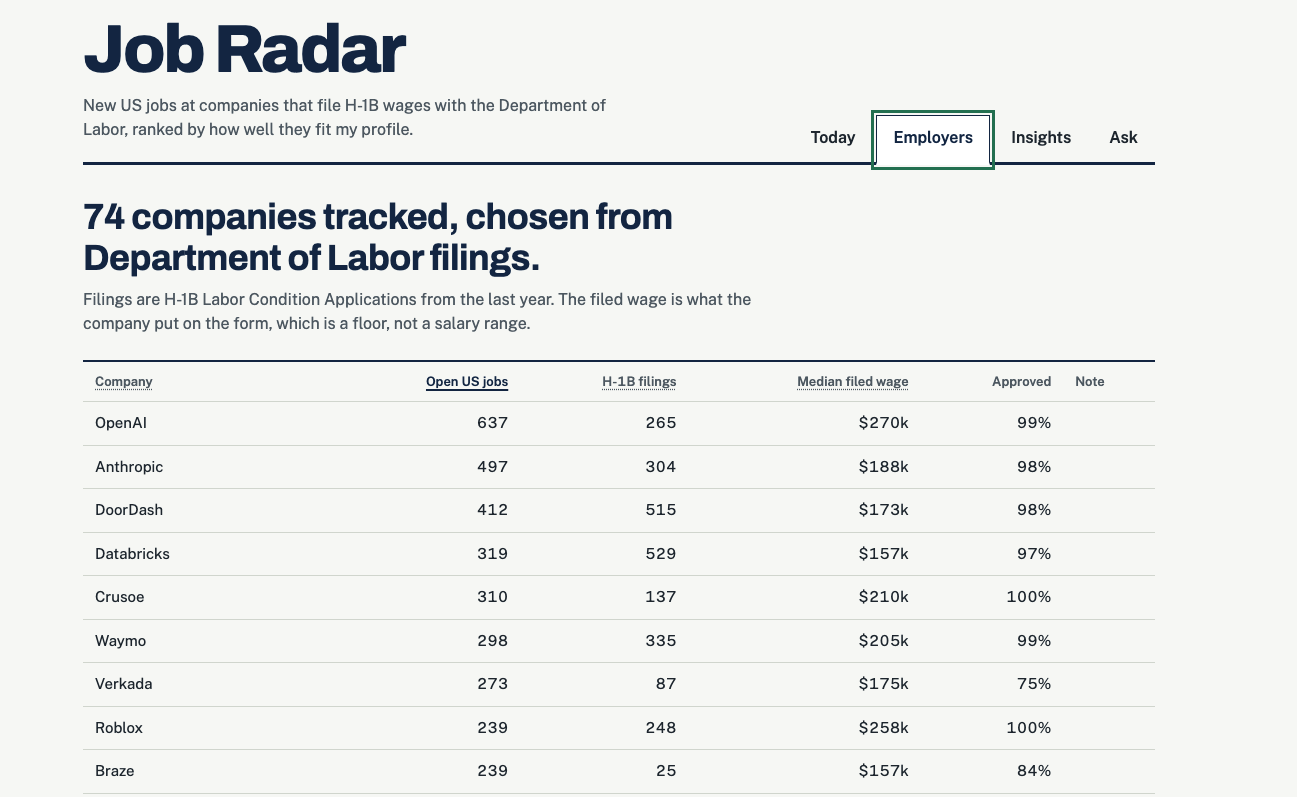 Job Radar
New US jobs at companies that file H-1B wages with the Department of
Labor, ranked by how well they fit my profile.
Today Employers Insights Ask
74 companies tracked, chosen from
Department of Labor filings.
Filings are H-1B Labor Condition Applications from the last year. The filed wage is what the
company put on the form, which is a floor, not a salary range.
Company Open US jobs H-1B filings Median filed wage Approved Note
OpenAI 637 265 $270k 99%
Anthropic 497 304 $188k 98%
DoorDash 412 515 $173k 98%
Databricks 319 529 $157k 97%
Crusoe 310 137 $210k 100%
Waymo 298 335 $205k 99%
Verkada 273 87 $175k 75%
Roblox 239 248 $258k 100%
Braze 239 25 $157k 84%